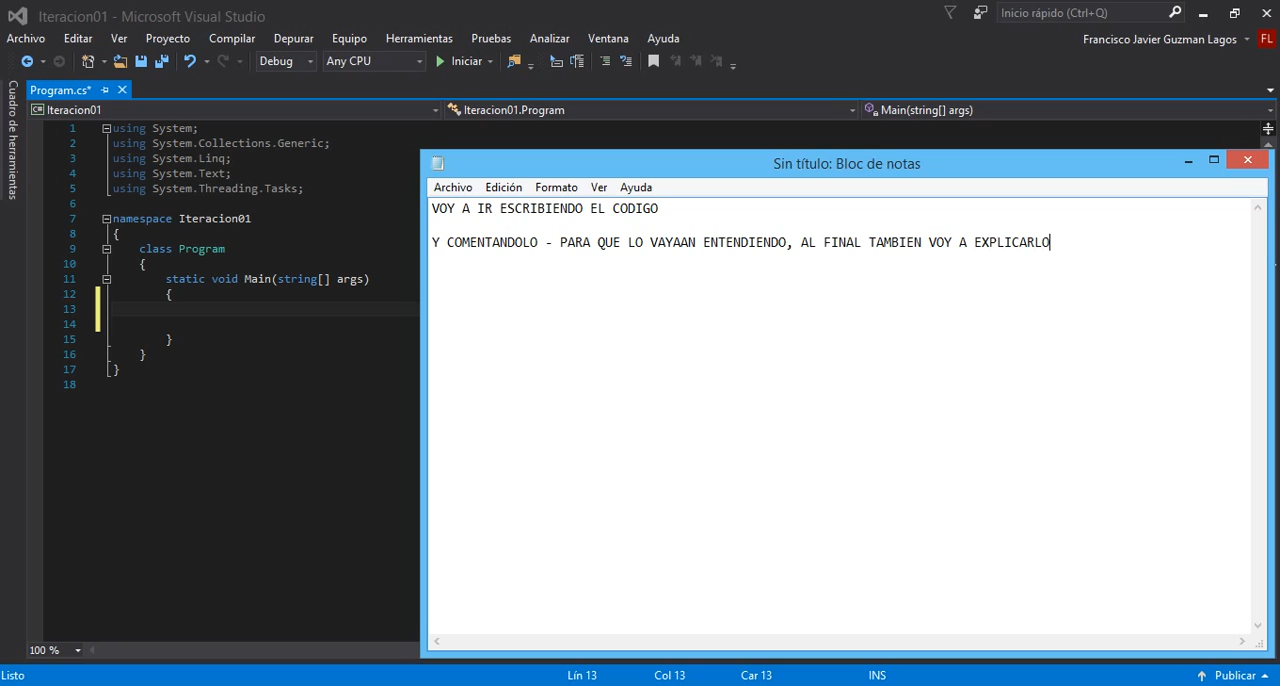 Iteracion01 - Microsoft Visual Studio
Inicio rápido (Ctrl+Q)
Archivo Editar Ver Proyecto Compilar Depurar Equipo Herramientas Pruebas Analizar Ventana Ayuda
Francisco Javier Guzman Lagos FL
Debug Any CPU Iniciar
Program.cs*
Cuadro de herramientas
Iteracion01 Iteracion01.Program Main(string[] args)
1 using System;
2 using System.Collections.Generic;
3 using System.Linq;
4 using System.Text;
5 using System.Threading.Tasks;
6
7 namespace Iteracion01
8 {
9 class Program
10 {
11 static void Main(string[] args)
12 {
13
14
15 }
16 }
17 }
18
Sin título: Bloc de notas
Archivo Edición Formato Ver Ayuda
VOY A IR ESCRIBIENDO EL CODIGO
Y COMENTANDOLO - PARA QUE LO VAYAAN ENTENDIENDO, AL FINAL TAMBIEN VOY A EXPLICARLO
100 %
Listo Lín 13 Col 13 Car 13 INS Publicar